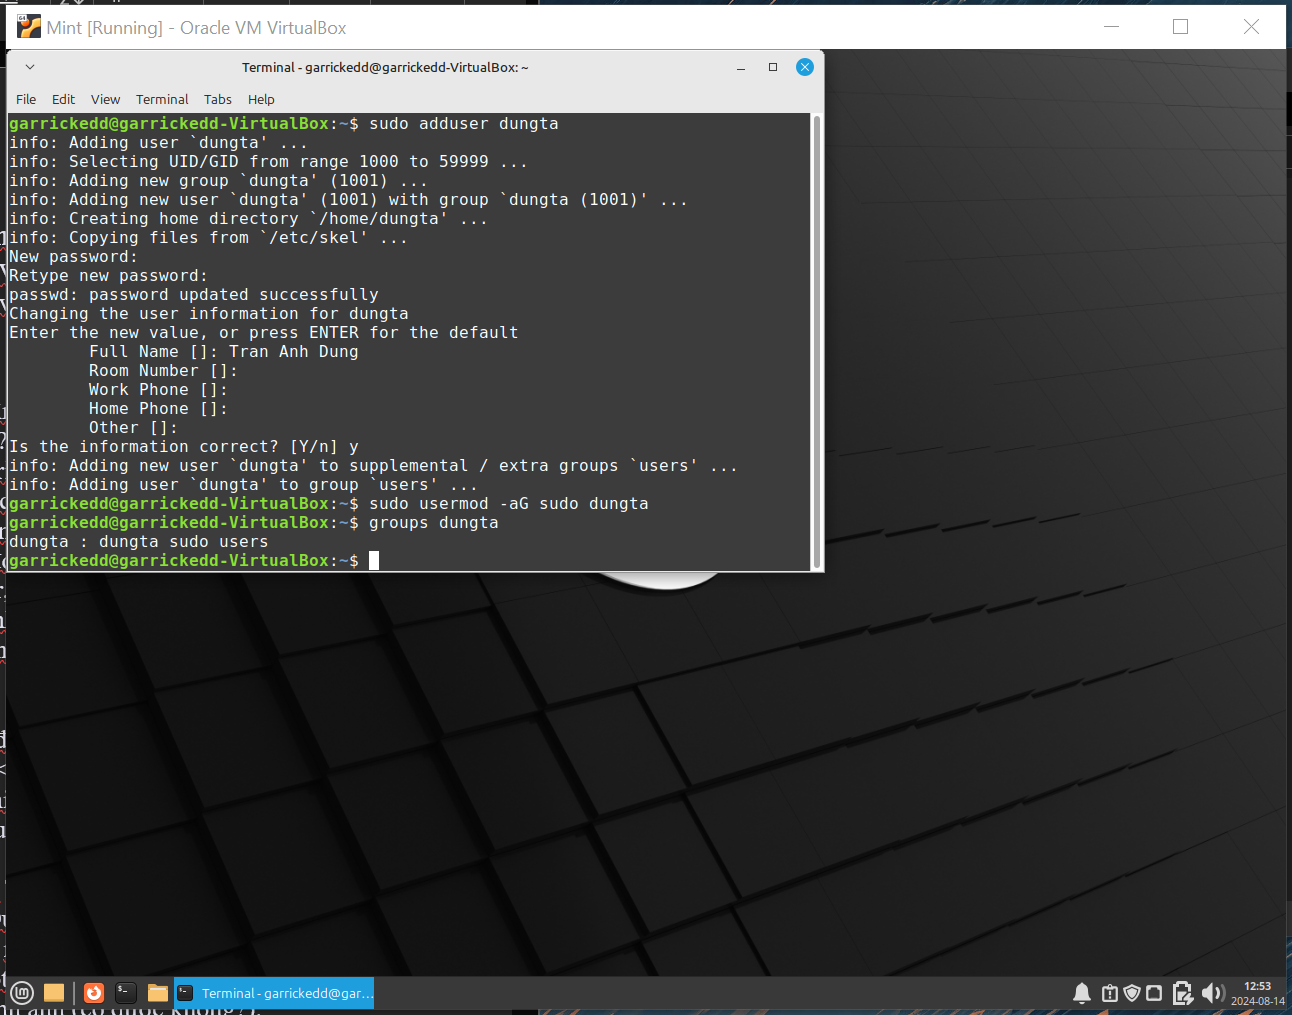 Mint [Running] - Oracle VM VirtualBox
Terminal - garrickedd@garrickedd-VirtualBox: ~
File Edit View Terminal Tabs Help
garrickedd@garrickedd-VirtualBox:~$ sudo adduser dungta
info: Adding user `dungta' ...
info: Selecting UID/GID from range 1000 to 59999 ...
info: Adding new group `dungta' (1001) ...
info: Adding new user `dungta' (1001) with group `dungta (1001)' ...
info: Creating home directory `/home/dungta' ...
info: Copying files from `/etc/skel' ...
New password:
Retype new password:
passwd: password updated successfully
Changing the user information for dungta
Enter the new value, or press ENTER for the default
Full Name []: Tran Anh Dung
Room Number []:
Work Phone []:
Home Phone []:
Other []:
Is the information correct? [Y/n] y
info: Adding new user `dungta' to supplemental / extra groups `users' ...
info: Adding user `dungta' to group `users' ...
garrickedd@garrickedd-VirtualBox:~$ sudo usermod -aG sudo dungta
garrickedd@garrickedd-VirtualBox:~$ groups dungta
dungta : dungta sudo users
garrickedd@garrickedd-VirtualBox:~$
Terminal - garrickedd@gar...
12:53
2024-08-14